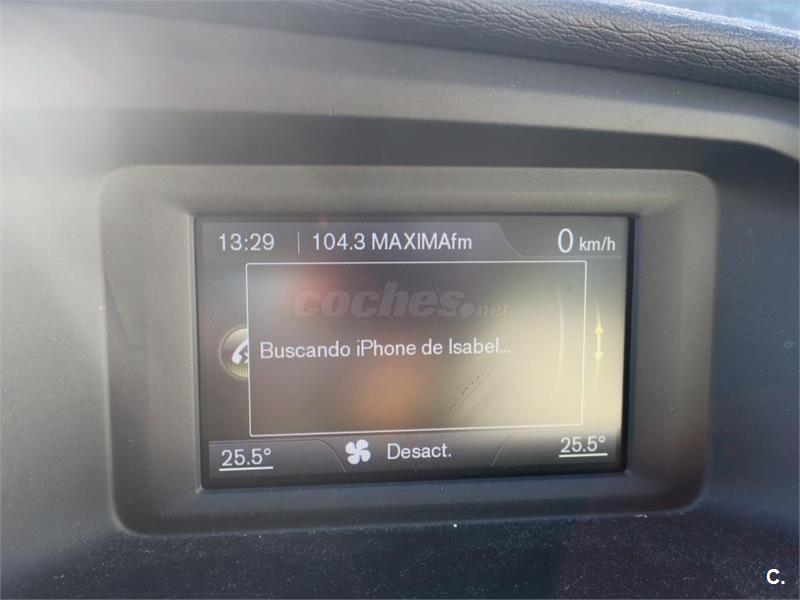 13:29 | 104.3 MAXIMAfm 0 km/h
coches.net
Buscando iPhone de Isabel...
25.5° Desact. 25.5°
C.